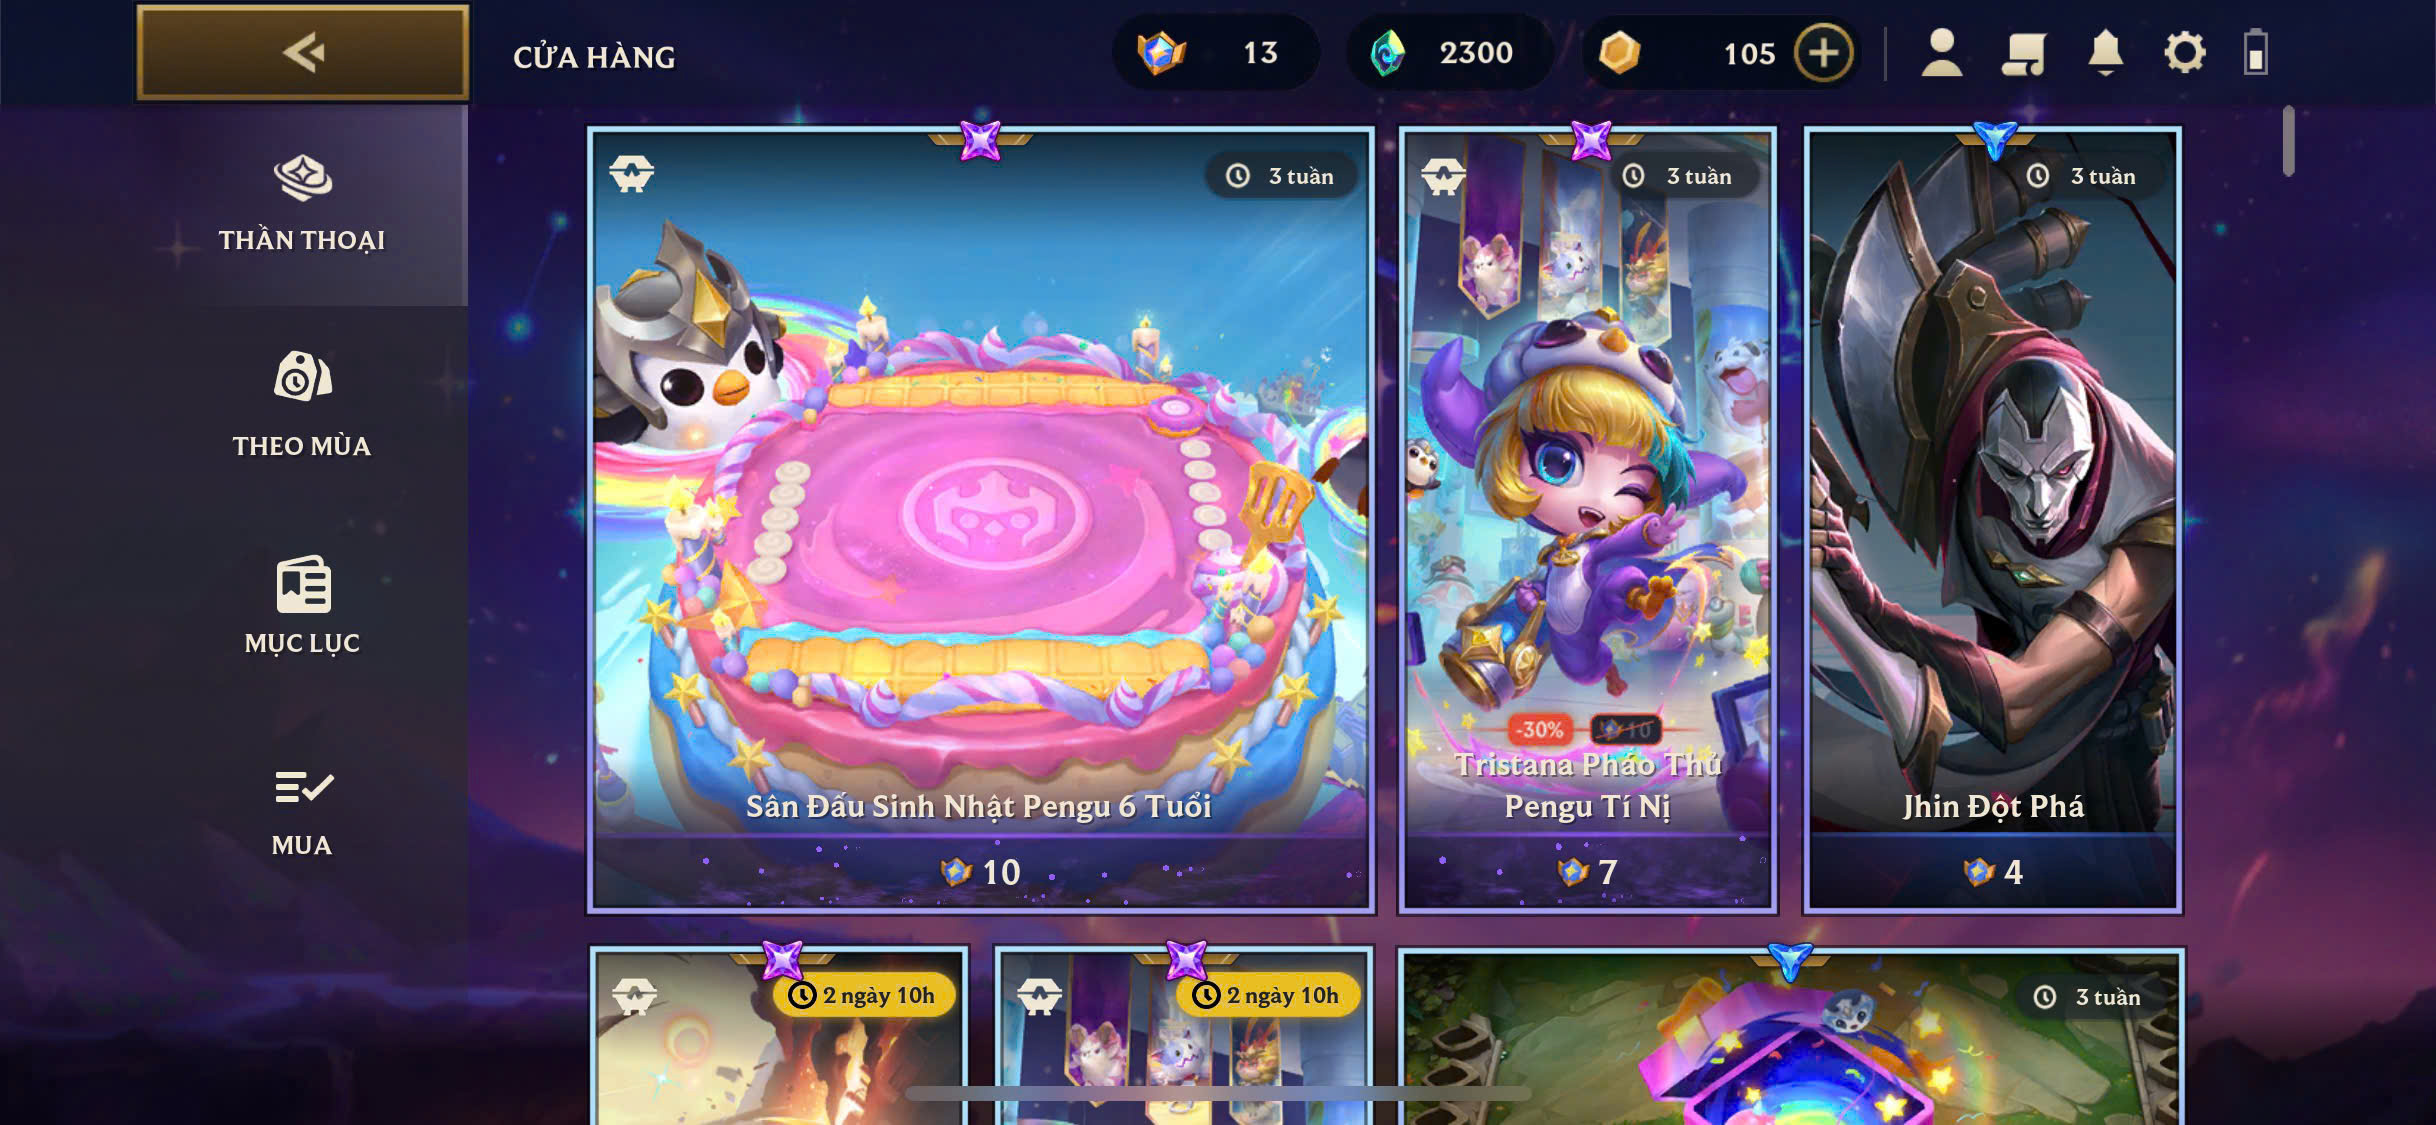 CỬA HÀNG
13
2300
105
THẦN THOẠI
THEO MÙA
MỤC LỤC
MUA
3 tuần
Sân Đấu Sinh Nhật Pengu 6 Tuổi
10
3 tuần
-30%
10
Tristana Pháo Thủ
Pengu Tí Nị
7
3 tuần
Jhin Đột Phá
4
2 ngày 10h
2 ngày 10h
3 tuần